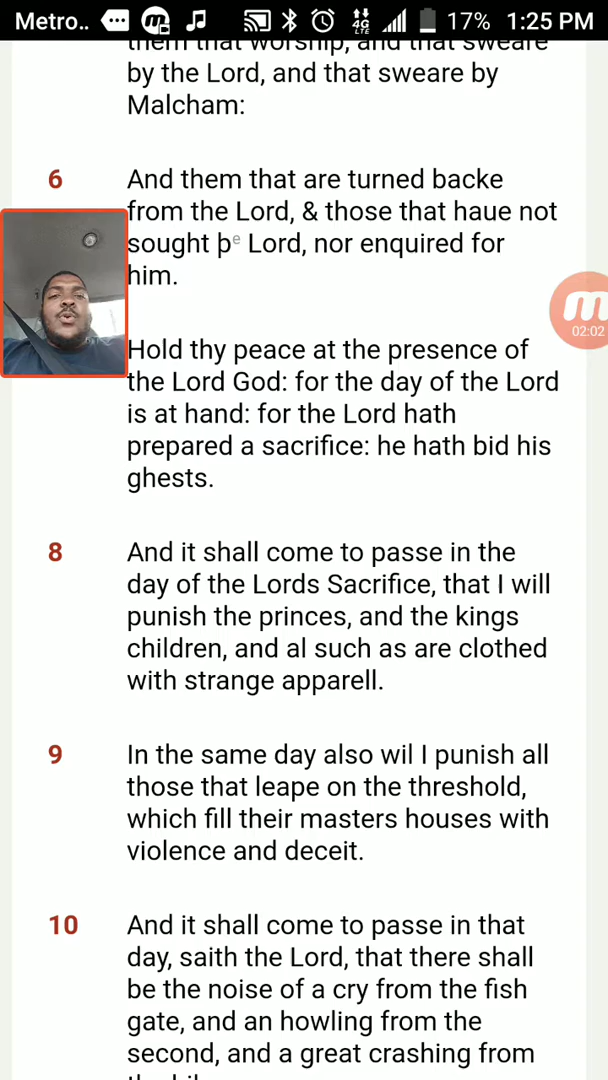 Metro.. 4G LTE 17% 1:25 PM
them that worship, and that sweare
by the Lord, and that sweare by
Malcham:
6 And them that are turned backe
from the Lord, & those that haue not
sought þe Lord, nor enquired for
him.
Hold thy peace at the presence of
the Lord God: for the day of the Lord
is at hand: for the Lord hath
prepared a sacrifice: he hath bid his
ghests.
8 And it shall come to passe in the
day of the Lords Sacrifice, that I will
punish the princes, and the kings
children, and al such as are clothed
with strange apparell.
9 In the same day also wil I punish all
those that leape on the threshold,
which fill their masters houses with
violence and deceit.
10 And it shall come to passe in that
day, saith the Lord, that there shall
be the noise of a cry from the fish
gate, and an howling from the
second, and a great crashing from
02:02